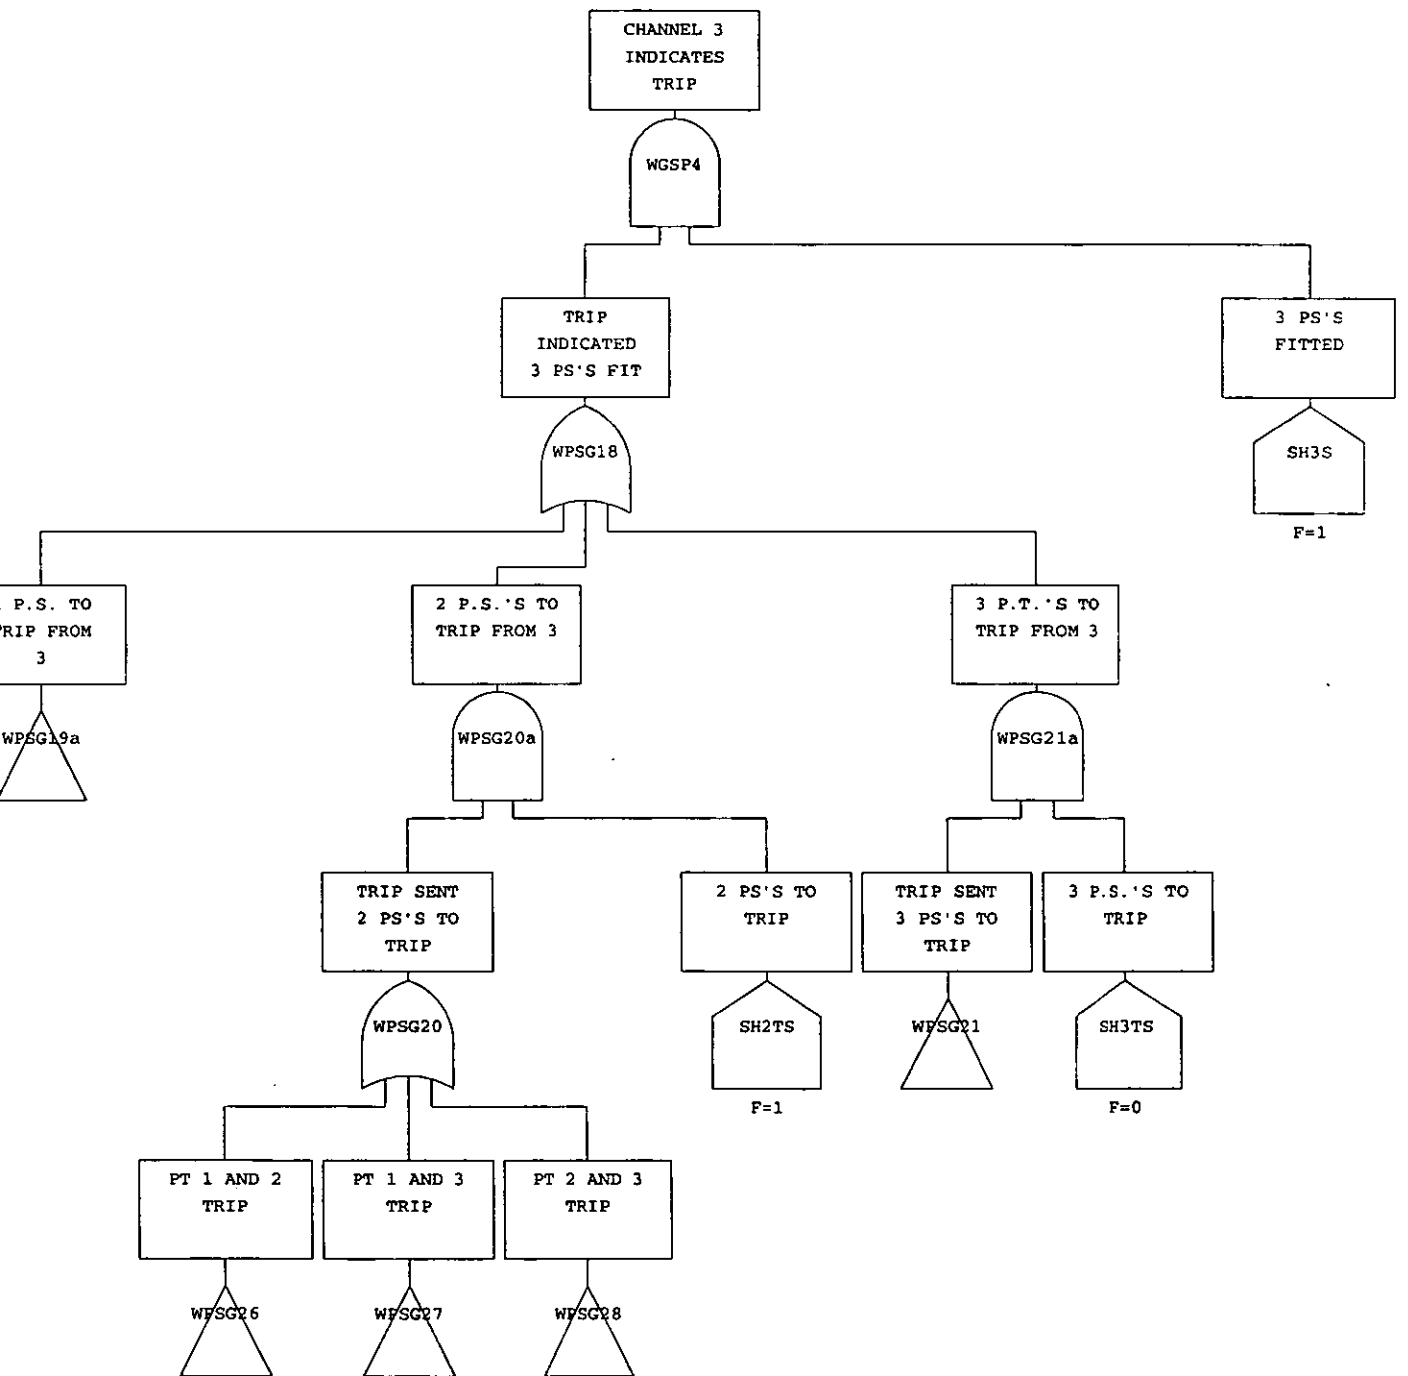 CHANNEL 3
INDICATES
TRIP
WGSP4
TRIP
INDICATED
3 PS'S FIT
3 PS'S
FITTED
WPSG18
SH3S
F=1
P.S. TO
FROM
3
2 P.S.'S TO
TRIP FROM 3
3 P.T.'S TO
TRIP FROM 3
WPSG19a
WPSG20a
WPSG21a
TRIP SENT
2 PS'S TO
TRIP
2 PS'S TO
TRIP
TRIP SENT
3 PS'S TO
TRIP
3 P.S.'S TO
TRIP
WPSG20
SH2TS
WPSG21
SH3TS
F=1
F=0
PT 1 AND 2
TRIP
PT 1 AND 3
TRIP
PT 2 AND 3
TRIP
WPSG26
WPSG27
WPSG28